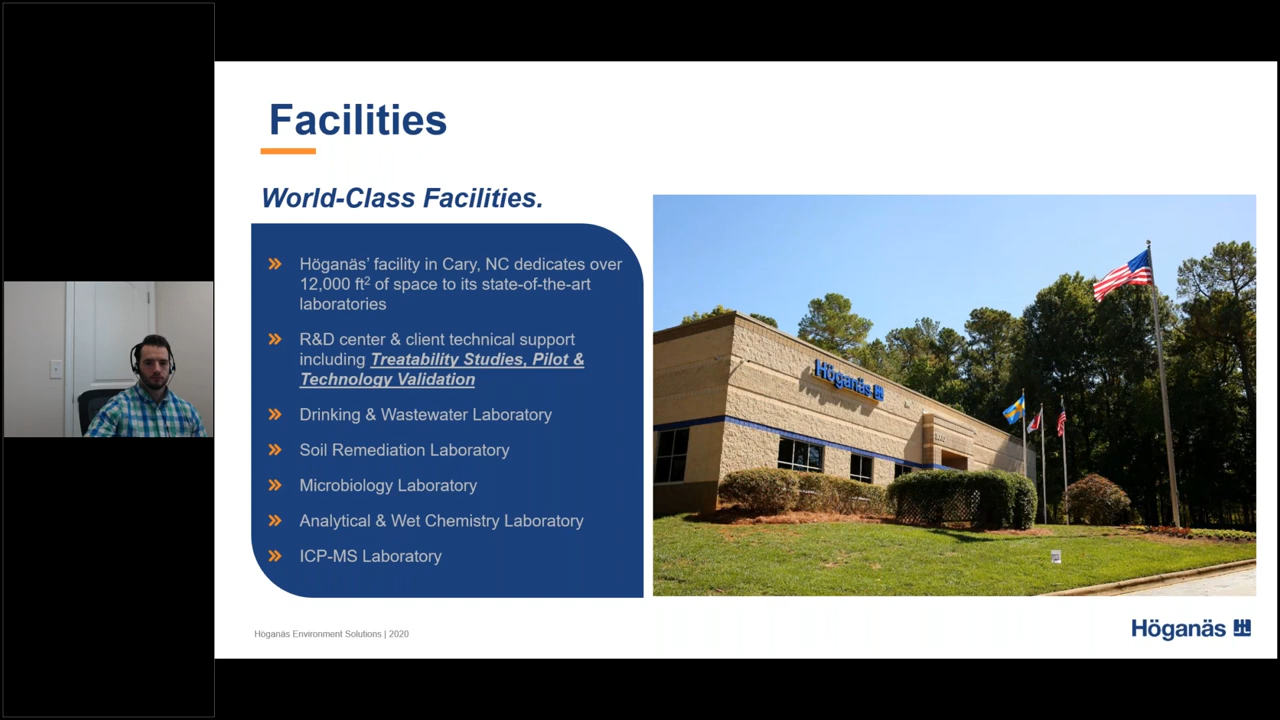 Facilities
World-Class Facilities.
» Höganäs’ facility in Cary, NC dedicates over
12,000 ft² of space to its state-of-the-art
laboratories
» R&D center & client technical support
including Treatability Studies, Pilot &
Technology Validation
» Drinking & Wastewater Laboratory
» Soil Remediation Laboratory
» Microbiology Laboratory
» Analytical & Wet Chemistry Laboratory
» ICP-MS Laboratory
Höganäs
Höganäs Environment Solutions | 2020
Höganäs